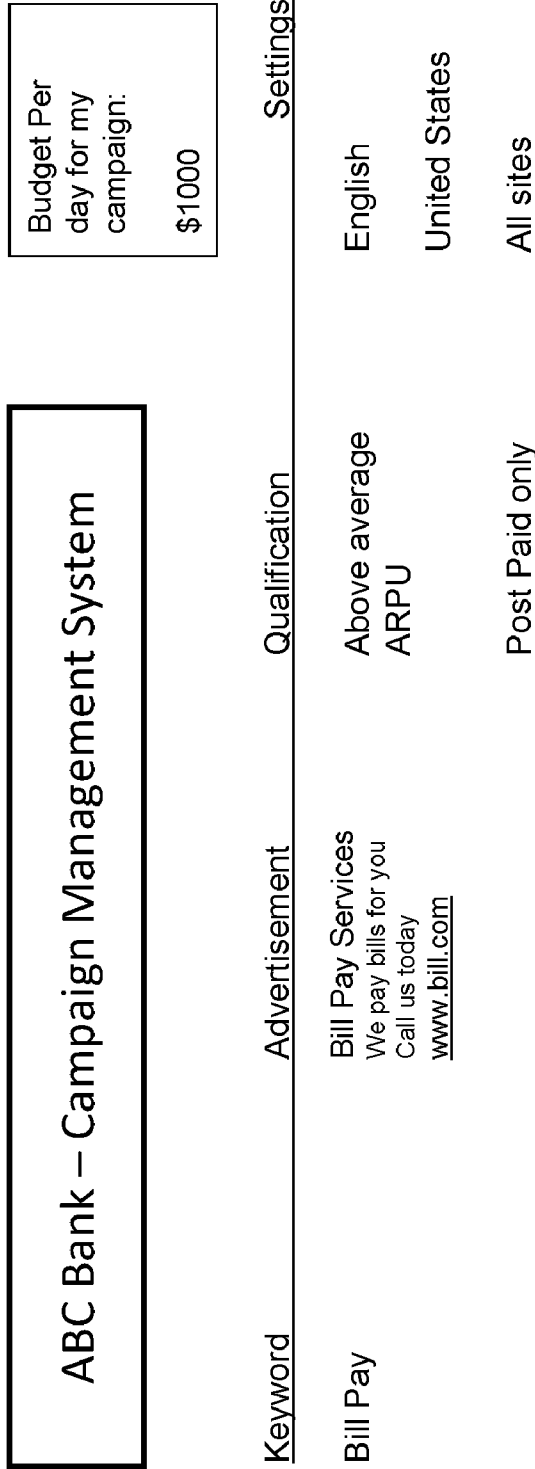 ABC Bank – Campaign Management System
Budget Per
day for my
campaign:
$1000
Keyword
Advertisement
Qualification
Settings
Bill Pay
Bill Pay Services
We pay bills for you
Call us today
www.bill.com
Above average
ARPU
Post Paid only
English
United States
All sites